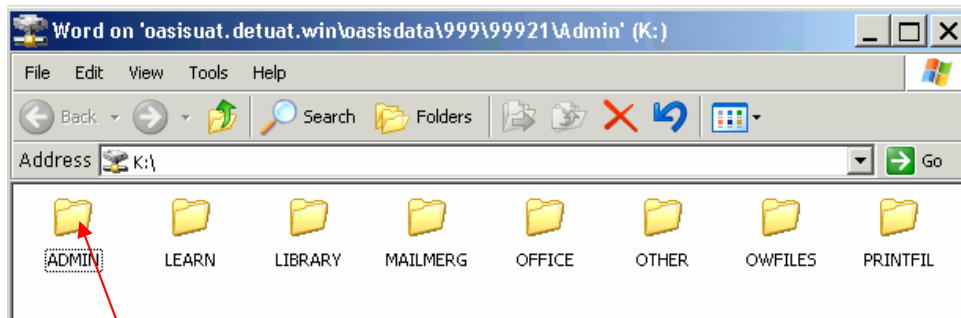 Word on 'oasisuat.detuat.win\oasisdata\999\99921\Admin' (K:)
File Edit View Tools Help
Back Search Folders
Address K:\ Go
ADMIN LEARN LIBRARY MAILMERG OFFICE OTHER OWFILES PRINTFIL